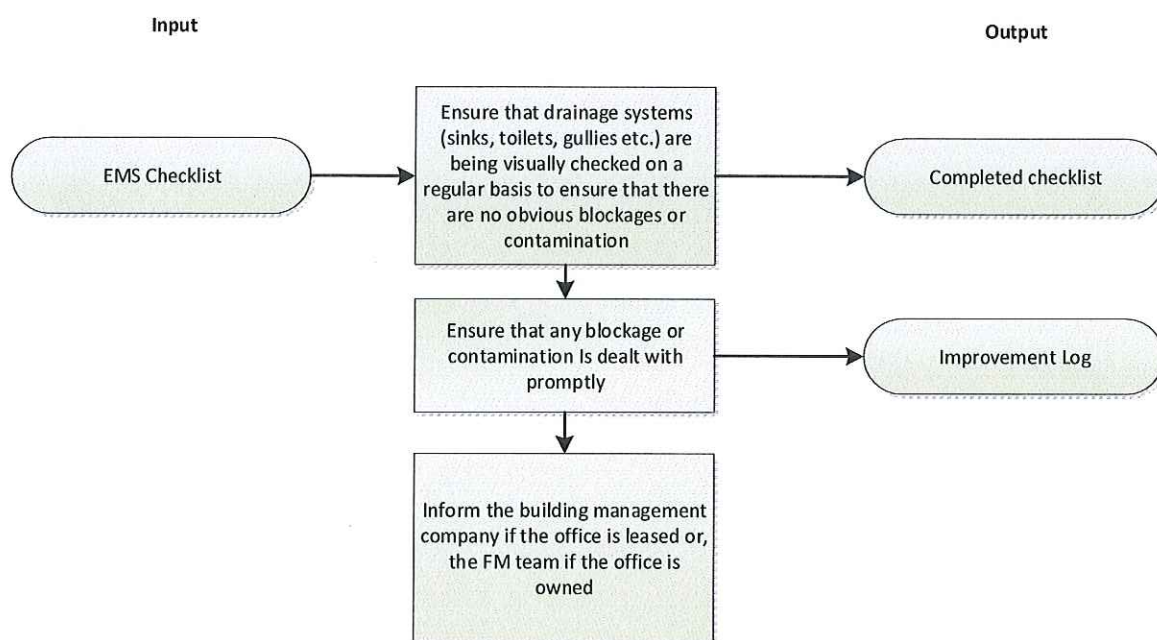 Input
Output
EMS Checklist
Ensure that drainage systems
(sinks, toilets, gullies etc.) are
being visually checked on a
regular basis to ensure that there
are no obvious blockages or
contamination
Completed checklist
Ensure that any blockage or
contamination Is dealt with
promptly
Improvement Log
Inform the building management
company if the office is leased or,
the FM team if the office is
owned